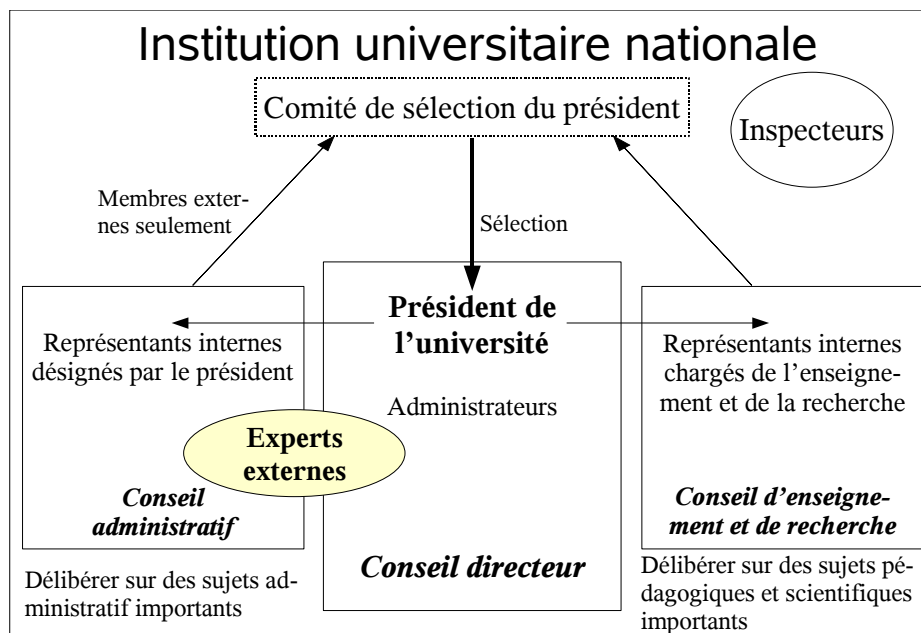 Institution universitaire nationale
Comité de sélection du président
Inspecteurs
Membres exter-
nes seulement
Sélection
Représentants internes
désignés par le président
Experts
externes
Conseil
administratif
Délibérer sur des sujets ad-
ministratif importants
Président de
l'université
Administrateurs
Conseil directeur
Représentants internes
chargés de l'enseigne-
ment et de la recherche
Conseil d'enseigne-
ment et de recherche
Délibérer sur des sujets pé-
dagogiques et scientifiques
importants